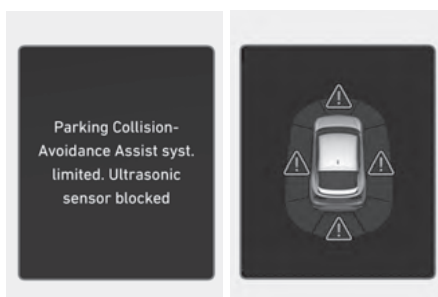 Parking Collision-
Avoidance Assist syst.
limited. Ultrasonic
sensor blocked